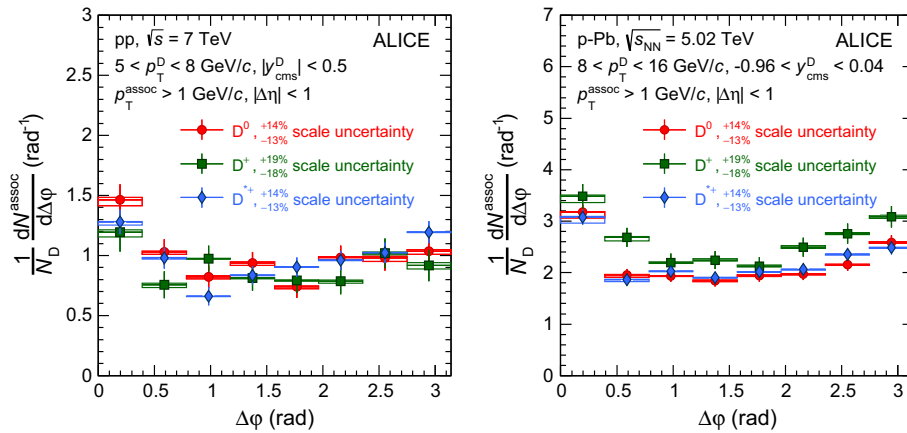 pp, √s = 7 TeV ALICE
5 < p_T^D < 8 GeV/c, |y_cms^D| < 0.5
p_T^assoc > 1 GeV/c, |Δη| < 1
D^0, +14% −13% scale uncertainty
D^+, +19% −18% scale uncertainty
D^*+, +14% −13% scale uncertainty
1/N_D dN^assoc/dΔφ (rad^-1)
3
2.5
2
1.5
1
0.5
0
0 0.5 1 1.5 2 2.5 3
Δφ (rad)
p-Pb, √s_NN = 5.02 TeV ALICE
8 < p_T^D < 16 GeV/c, -0.96 < y_cms^D < 0.04
p_T^assoc > 1 GeV/c, |Δη| < 1
D^0, +14% −13% scale uncertainty
D^+, +19% −18% scale uncertainty
D^*+, +14% −13% scale uncertainty
1/N_D dN^assoc/dΔφ (rad^-1)
7
6
5
4
3
2
1
0
0 0.5 1 1.5 2 2.5 3
Δφ (rad)